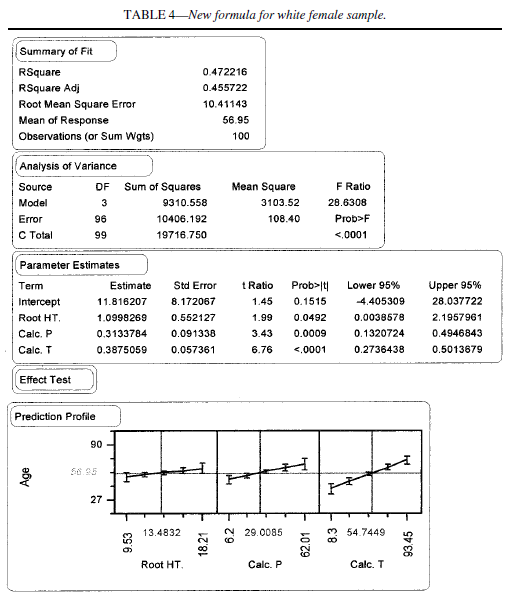 TABLE 4—New formula for white female sample.
Summary of Fit
RSquare 0.472216
RSquare Adj 0.455722
Root Mean Square Error 10.41143
Mean of Response 56.95
Observations (or Sum Wgts) 100
Analysis of Variance
Source DF Sum of Squares Mean Square F Ratio
Model 3 9310.558 3103.52 28.6308
Error 96 10406.192 108.40 Prob>F
C Total 99 19716.750 <.0001
Parameter Estimates
Term Estimate Std Error t Ratio Prob>|t| Lower 95% Upper 95%
Intercept 11.816207 8.172067 1.45 0.1515 -4.405309 28.037722
Root HT. 1.0998269 0.552127 1.99 0.0492 0.0038578 2.1957961
Calc. P 0.3133784 0.091338 3.43 0.0009 0.1320724 0.4946843
Calc. T 0.3875059 0.057361 6.76 <.0001 0.2736438 0.5013679
Effect Test
Prediction Profile
Age
90
56.95
27
9.53 13.4832 18.21 6.2 29.0085 62.01 8.3 54.7449 93.45
Root HT. Calc. P Calc. T